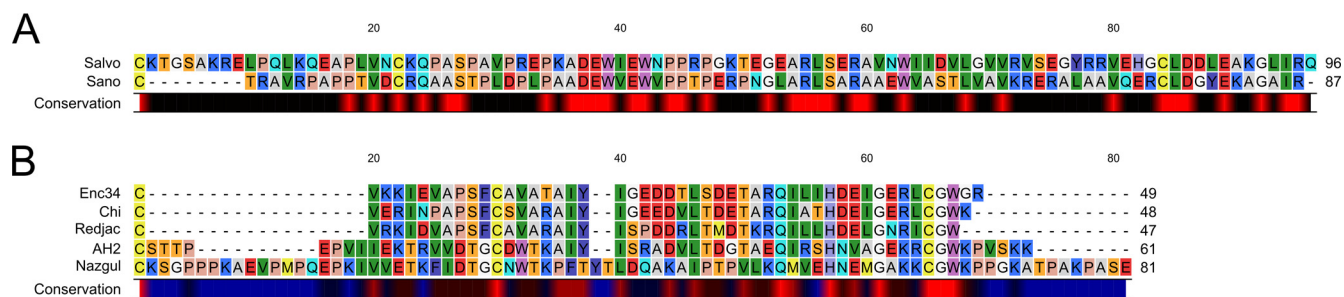 A
20 40 60 80
Salvo CKTGSAKRELPQLKQEAPLVNCKQPASPAVPREPKADEWIEWNPPRPGKTEGEARLSERAVNWIIDVLGVVRVSEGYRRVEHGCLDDLEAKGLIRQ 96
Sano C--------TRAVRPAPPTVDCRQAASTPLDPLPAADEWVEWVPPTPERPNGLARLSARAAEWVASTLVAVKRERALAAVQERCLDGYEKAGAIR- 87
Conservation
B
20 40 60 80
Enc34 C------------------VKKIEVAPSFCAVATAIY--IGEDDTLSDETARQILIHDEIGERLCGWGR------------ 49
Chi C------------------VERINPAPSFCSVARAIY--IGEEDVLTDETARQIATHDEIGERLCGWK------------- 48
Redjac C------------------VRKIDVAPSFCAVARAIY--ISPDDRLTMDTKRQILLHDELGNRICGW-------------- 47
AH2 CSTTP----------EPVIIEKTRVVDTGCDWTKAIY--ISRADVLTDGTAEQIRSHNVAGEKRCGWKPVSKK-------- 61
Nazgul CKSGPPPKAEVPMPQEPKIVVETKFIDTGCNWTKPFTYTLDQAKAIPTPVLKQMVEHNEMGAKKCGWKPPGKATPAKPASE 81
Conservation